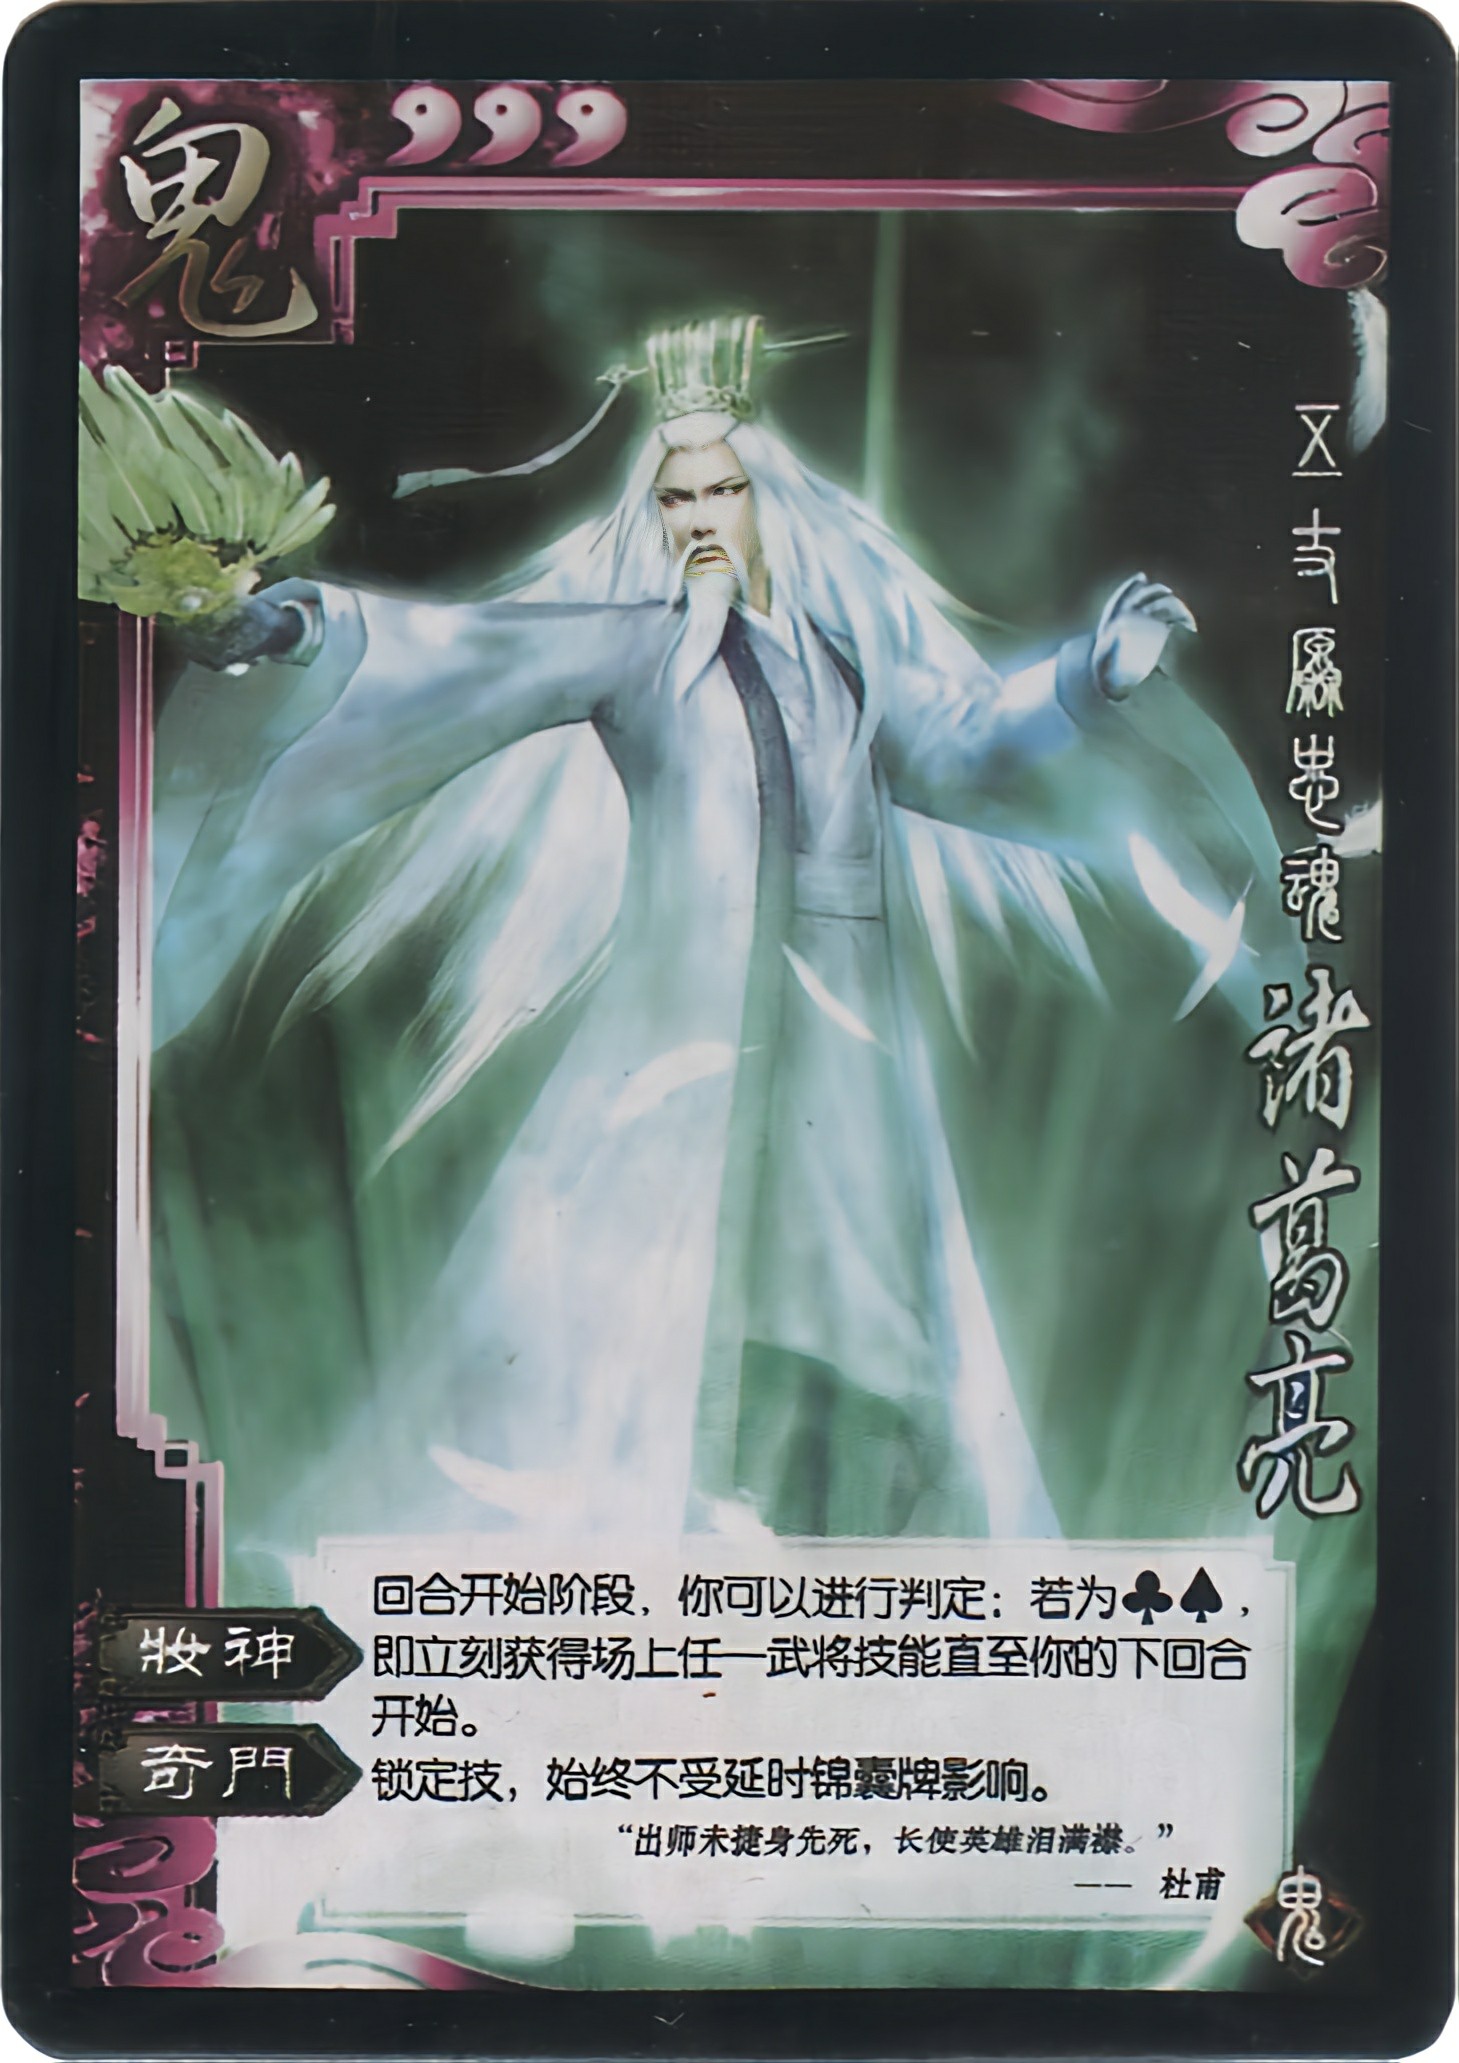 鬼
五丈原忠魂
诸葛亮
妝神
回合开始阶段，你可以进行判定：若为♣♠，
即立刻获得场上任一武将技能直至你的下回合
开始。
奇門
锁定技，始终不受延时锦囊牌影响。
“出师未捷身先死，长使英雄泪满襟。”
—— 杜甫
鬼